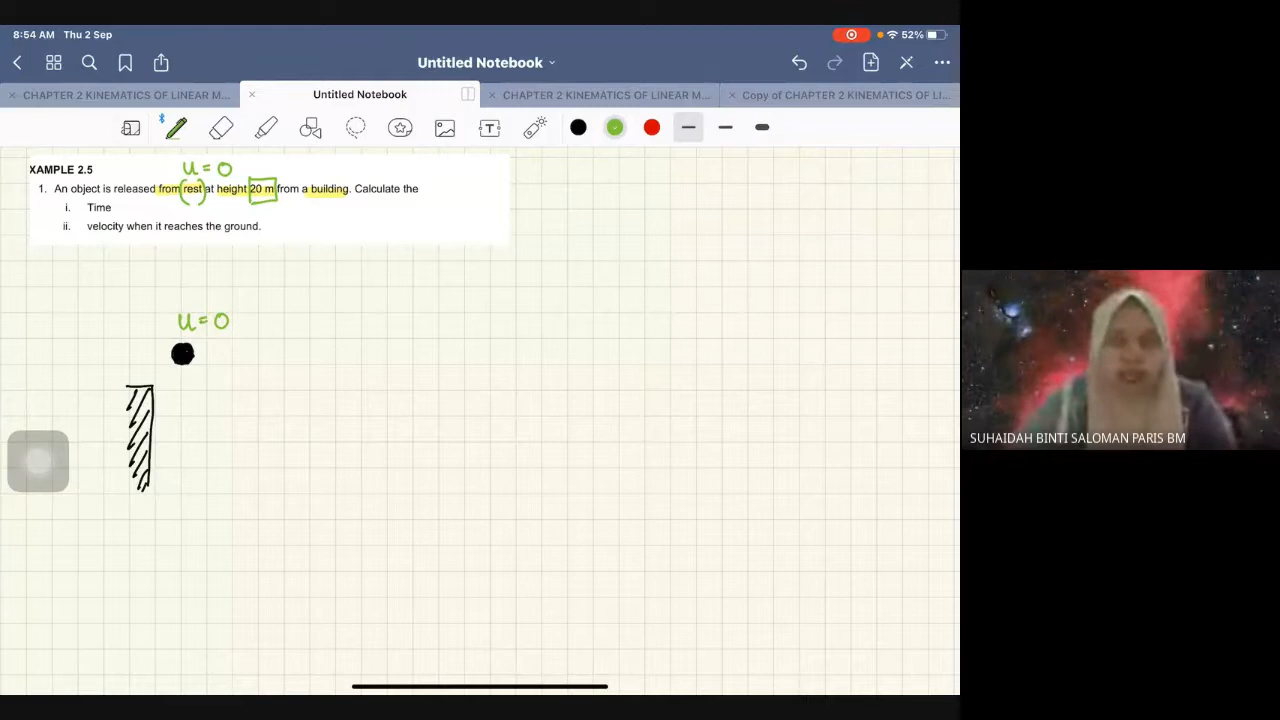 8:54 AM Thu 2 Sep
52%
Untitled Notebook
CHAPTER 2 KINEMATICS OF LINEAR M...
Untitled Notebook
CHAPTER 2 KINEMATICS OF LINEAR M...
Copy of CHAPTER 2 KINEMATICS OF LI...
T
XAMPLE 2.5
u = 0
1. An object is released from rest at height 20 m from a building. Calculate the
i. Time
ii. velocity when it reaches the ground.
u = 0
SUHAIDAH BINTI SALOMAN PARIS BM